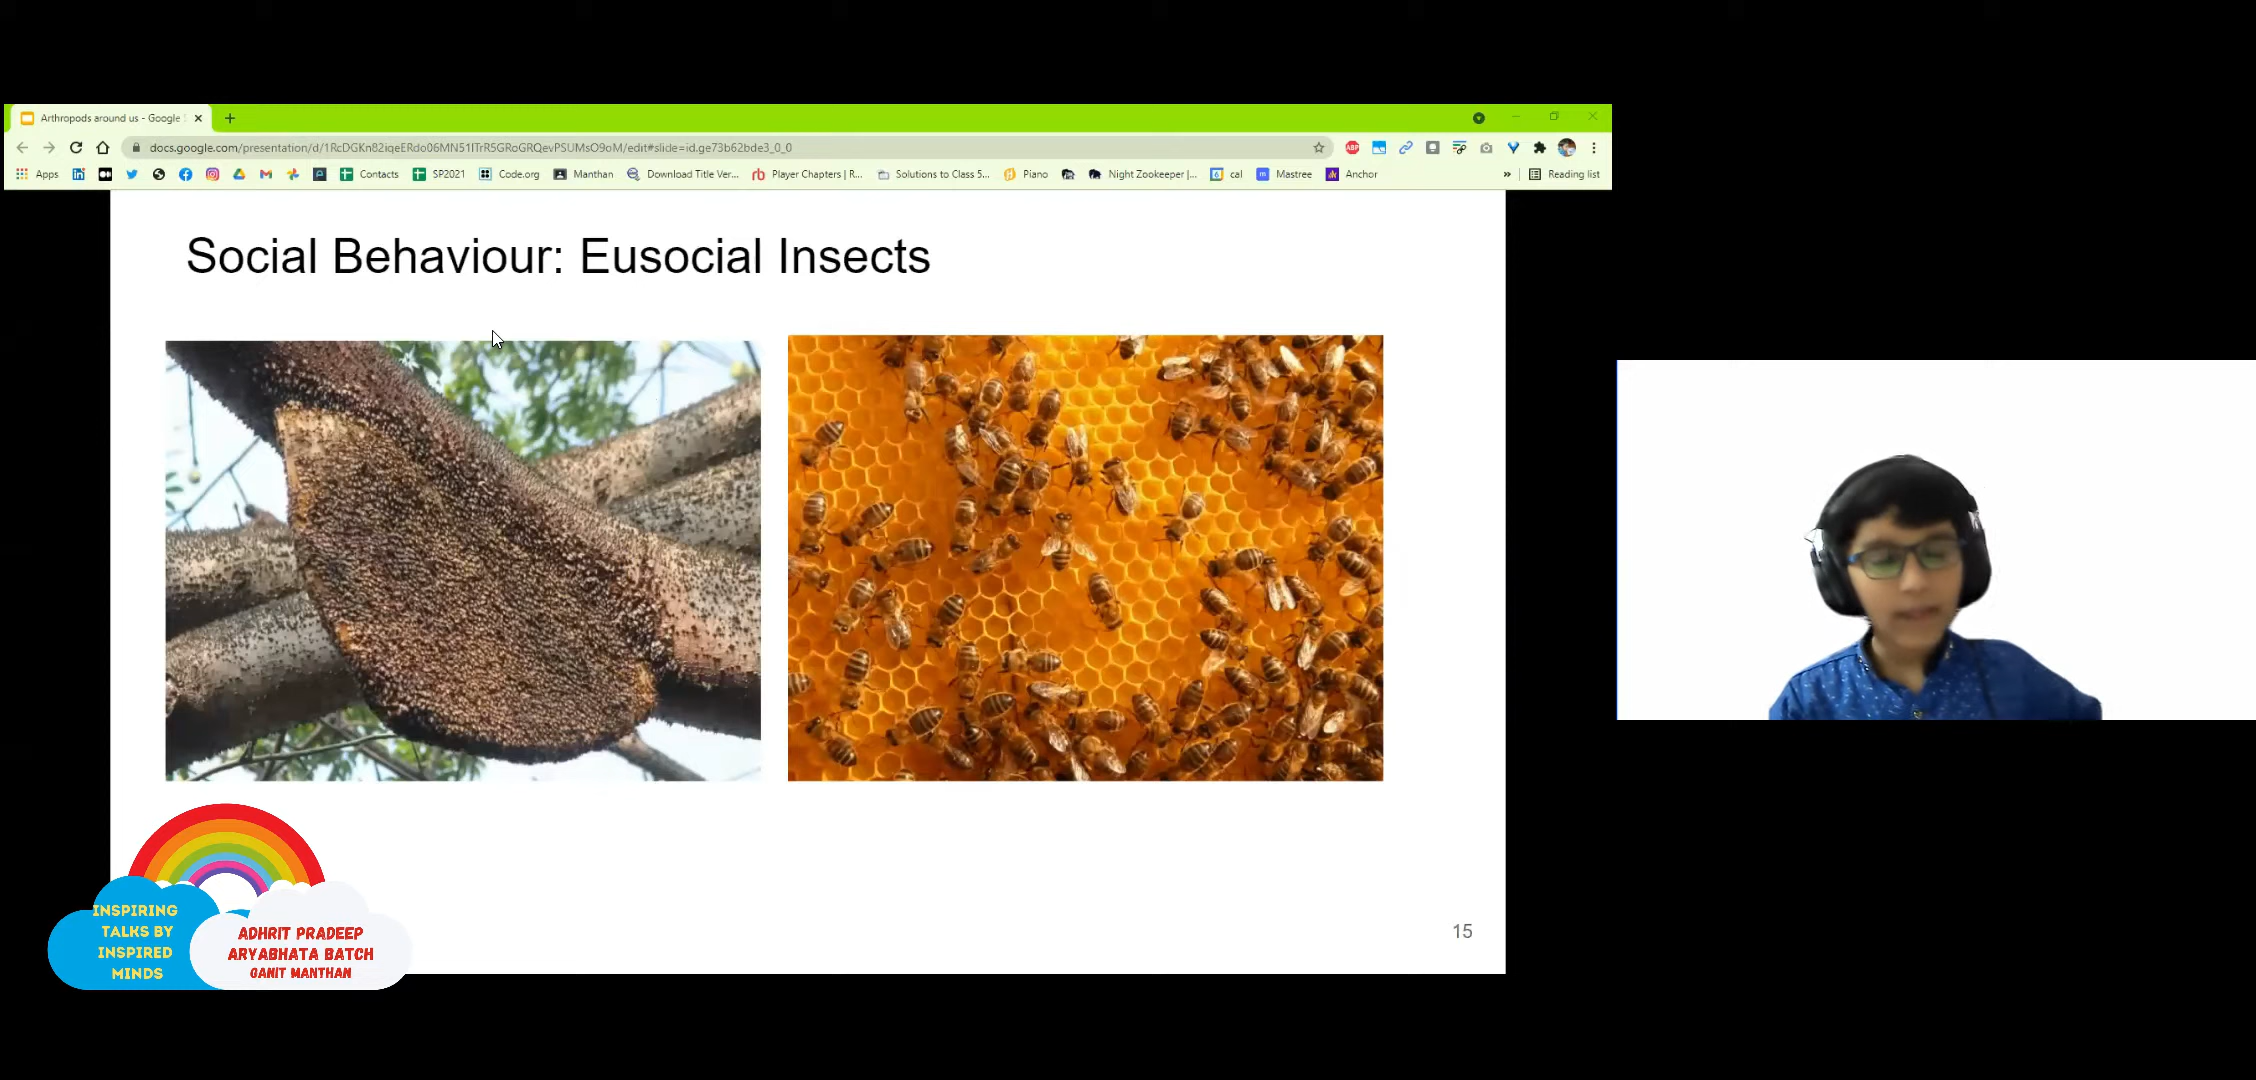 Arthropods around us - Google
docs.google.com/presentation/d/1RcDGKn82iqeERdo06MN51ITrR5GRoGRQevPSUMsO9oM/edit#slide=id.ge73b62bde3_0_0
Apps Contacts SP2021 Code.org Manthan Download Title Ver... Player Chapters | R... Solutions to Class 5... Piano Night Zookeeper |... cal Mastree Anchor » Reading list
Social Behaviour: Eusocial Insects
15
INSPIRING
TALKS BY
INSPIRED
MINDS
ADHRIT PRADEEP
ARYABHATA BATCH
GANIT MANTHAN